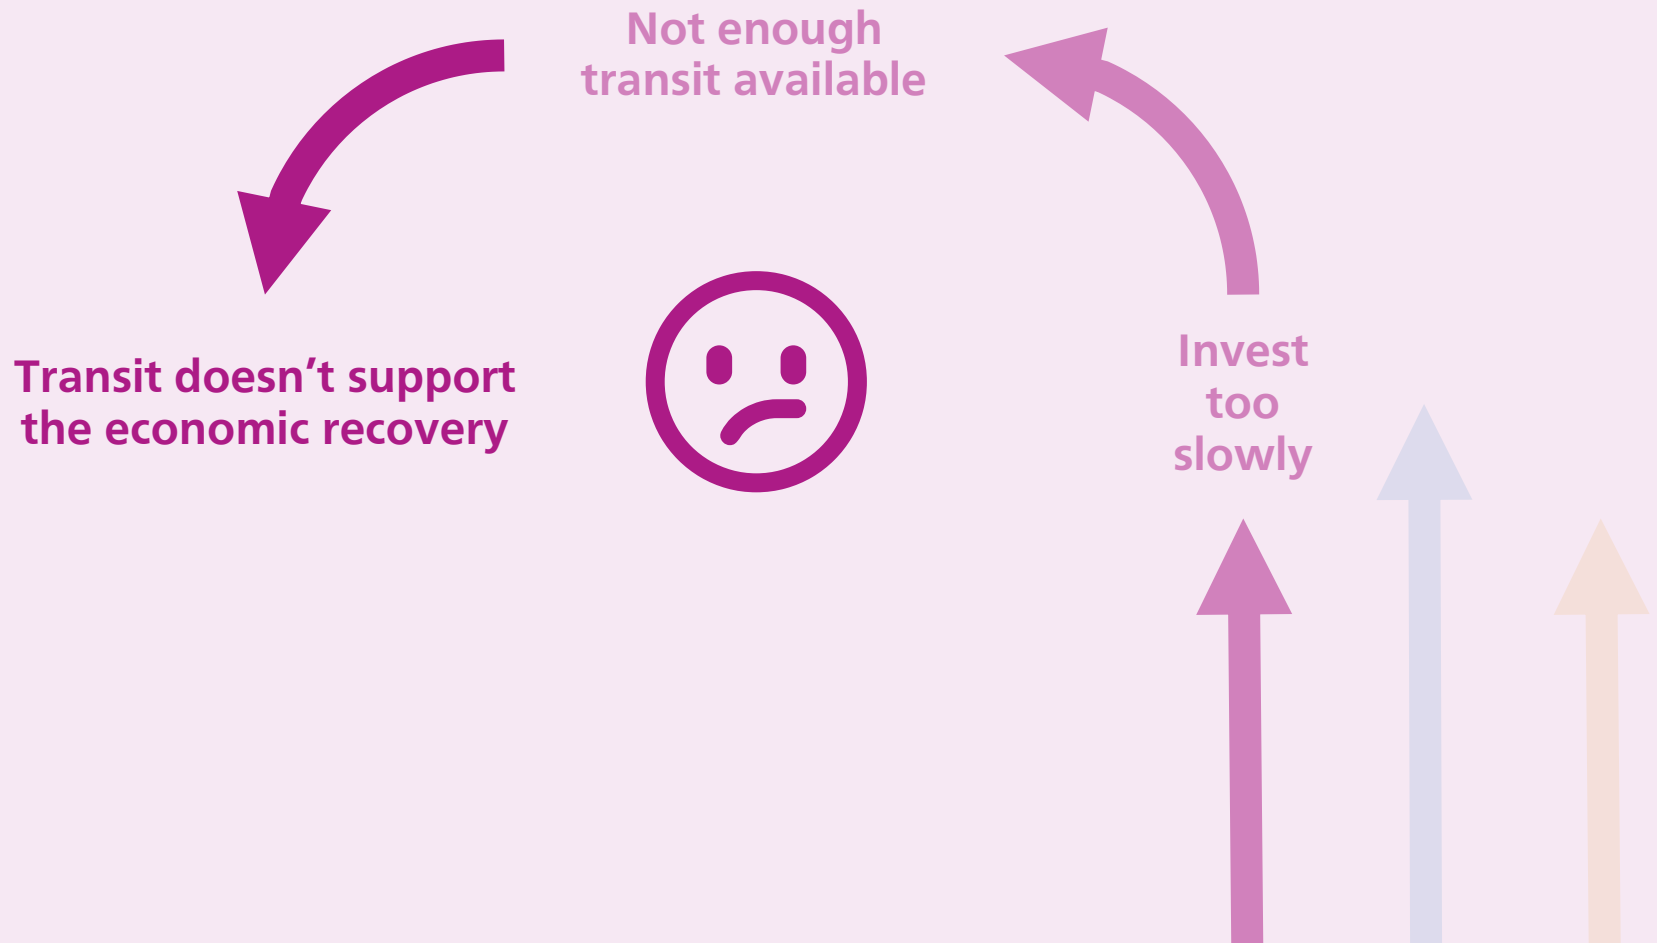 Not enough
transit available
Transit doesn’t support
the economic recovery
Invest
too
slowly